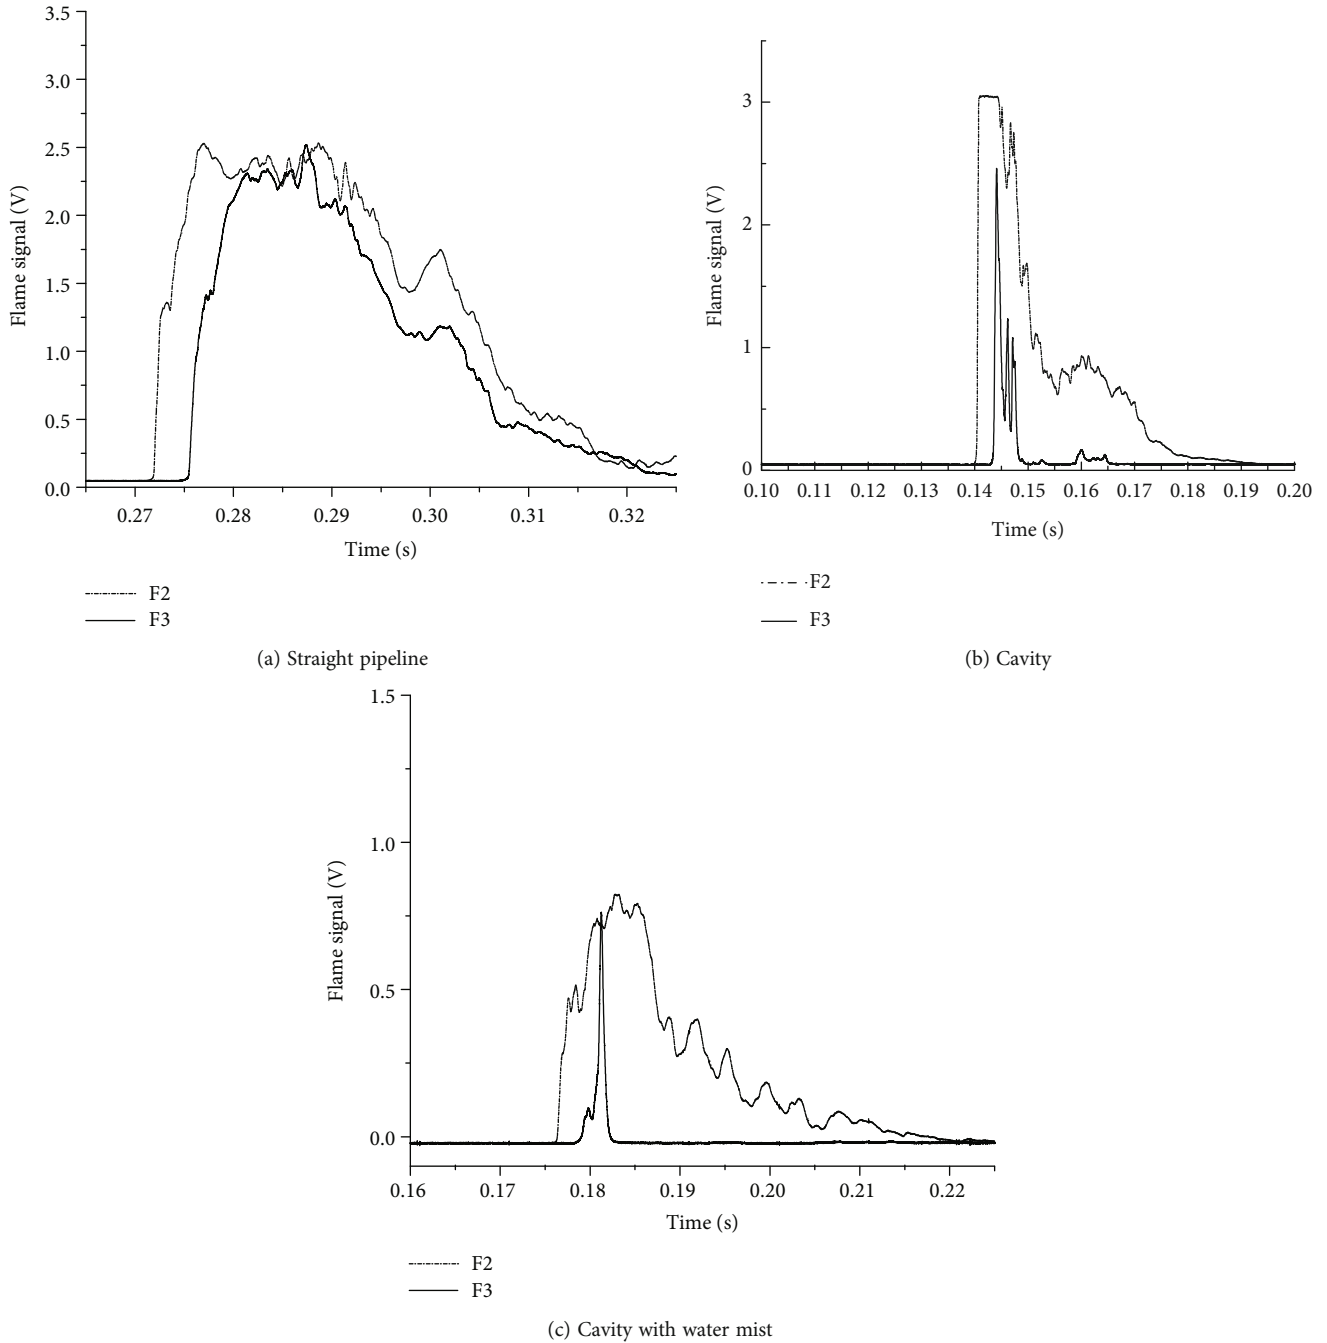 3.5
3.0
2.5
2.0
1.5
1.0
0.5
0.0
Flame signal (V)
0.27 0.28 0.29 0.30 0.31 0.32
Time (s)
F2
F3
(a) Straight pipeline
3
2
1
0
Flame signal (V)
0.10 0.11 0.12 0.13 0.14 0.15 0.16 0.17 0.18 0.19 0.20
Time (s)
F2
F3
(b) Cavity
1.5
1.0
0.5
0.0
Flame signal (V)
0.16 0.17 0.18 0.19 0.20 0.21 0.22
Time (s)
F2
F3
(c) Cavity with water mist